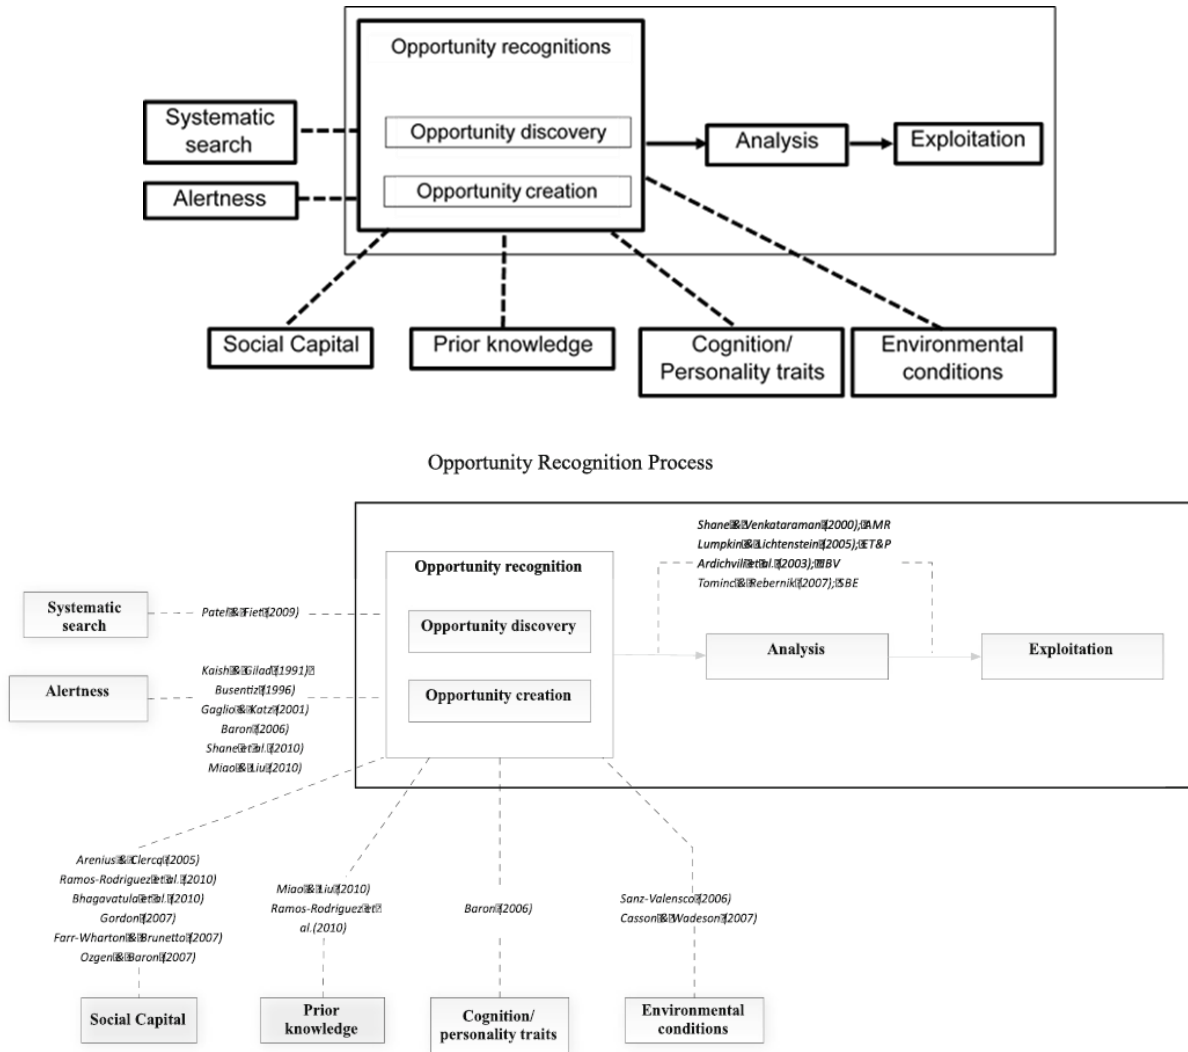 Opportunity recognitions
Systematic
search
Opportunity discovery
Analysis
Exploitation
Alertness
Opportunity creation
Social Capital
Prior knowledge
Cognition/
Personality traits
Environmental
conditions
Opportunity Recognition Process
Shane & Venkataraman (2000); AMR
Lumpkin & Lichtenstein (2005); ET&P
Ardichvili et al. (2003); JBV
Tominc & Rebernik (2007); SBE
Opportunity recognition
Systematic
search
Patel & Fiet (2009)
Opportunity discovery
Analysis
Exploitation
Alertness
Kaish & Gilad (1991)
Busentiz (1996)
Gaglio & Katz (2001)
Baron (2006)
Shane et al. (2010)
Miao & Liu (2010)
Opportunity creation
Arenius & Clercq (2005)
Ramos-Rodriguez et al. (2010)
Bhagavatula et al. (2010)
Gordon (2007)
Farr-Wharton & Brunetto (2007)
Ozgen & Baron (2007)
Miao & Liu (2010)
Ramos-Rodriguez et
al.(2010)
Baron (2006)
Sanz-Valensco (2006)
Casson & Wadeson (2007)
Social Capital
Prior
knowledge
Cognition/
personality traits
Environmental
conditions